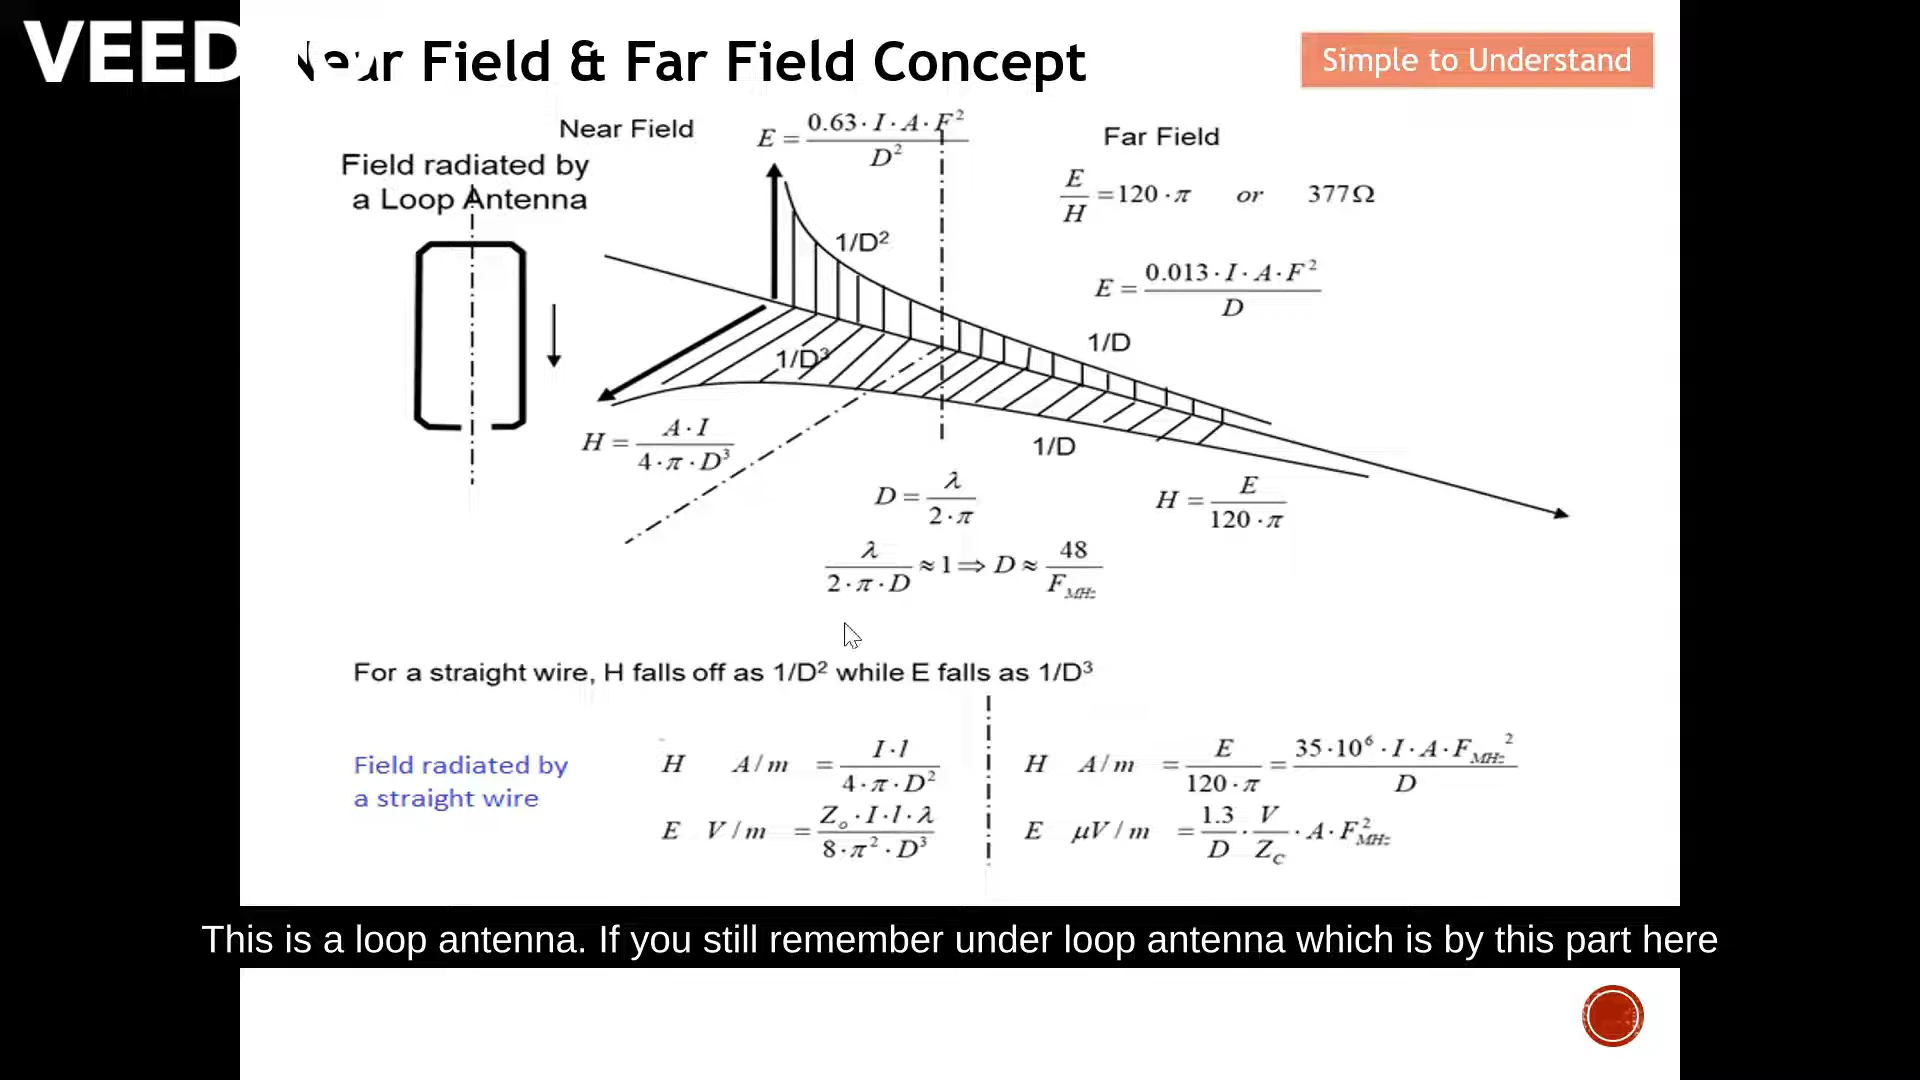 VEED
Near Field & Far Field Concept
Simple to Understand
Near Field
E = 0.63 · I · A · F² / D²
Far Field
Field radiated by
a Loop Antenna
E / H = 120 · π or 377Ω
1/D²
E = 0.013 · I · A · F² / D
1/D
1/D³
H = A · I / 4 · π · D³
1/D
D = λ / 2 · π
H = E / 120 · π
λ / 2 · π · D ≈ 1 ⇒ D ≈ 48 / F_MHz
For a straight wire, H falls off as 1/D² while E falls as 1/D³
Field radiated by
a straight wire
H A/m = I · l / 4 · π · D²
H A/m = E / 120 · π = 35 · 10⁶ · I · A · F_MHz² / D
E V/m = Z_o · I · l · λ / 8 · π² · D³
E μV/m = 1.3 / D · V / Z_C · A · F²_MHz
This is a loop antenna. If you still remember under loop antenna which is by this part here